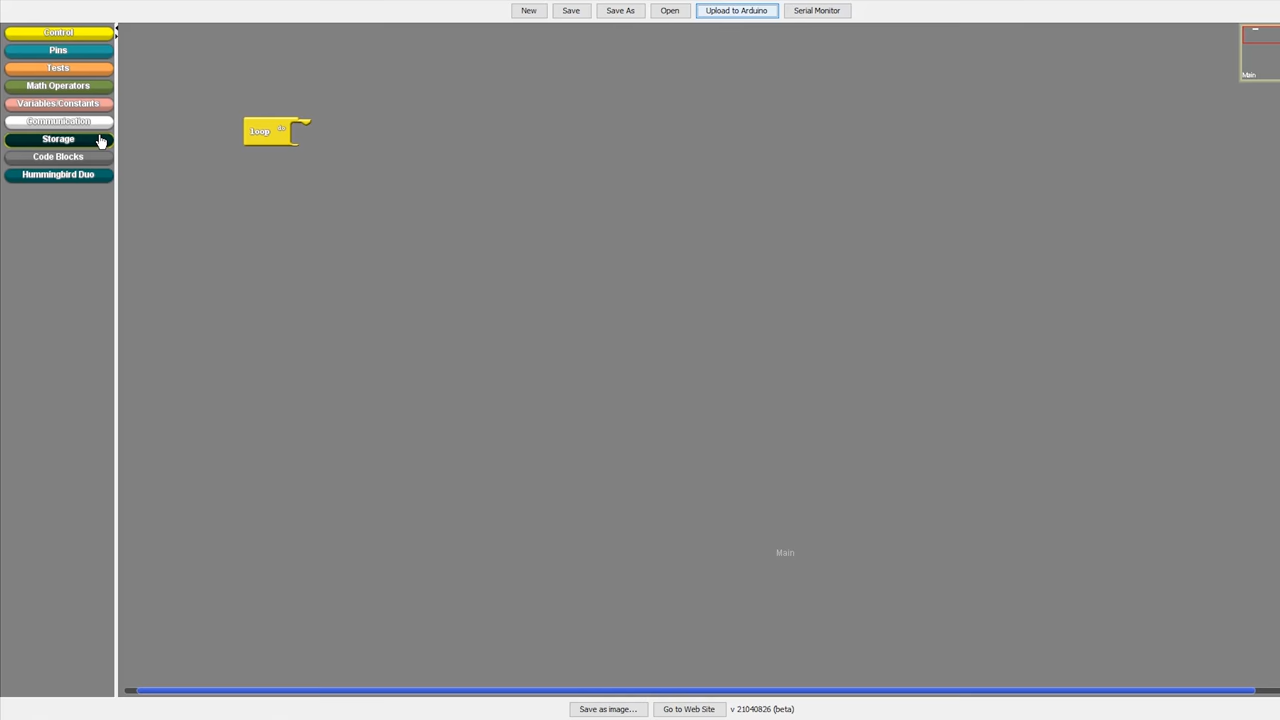 New Save Save As Open Upload to Arduino Serial Monitor
Control
Pins
Tests
Math Operators
Variables/Constants
Communication
Storage
Code Blocks
Hummingbird Duo
loop do
Main
Main
Save as image... Go to Web Site v 21040826 (beta)